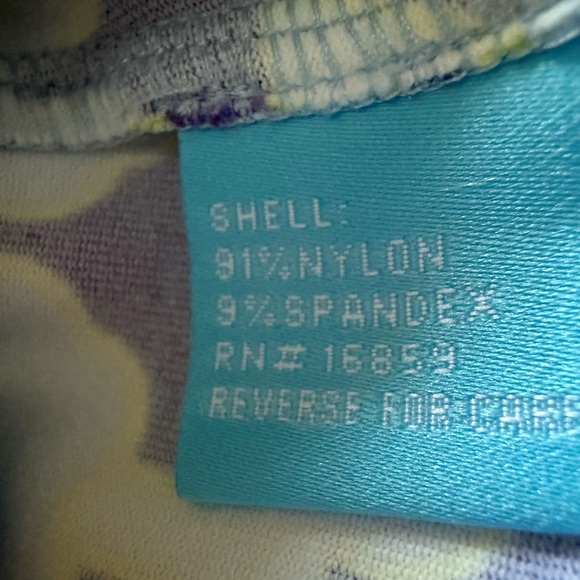 SHELL:
91%NYLON
9%SPANDEX
RN# 16859
REVERSE FOR CARE